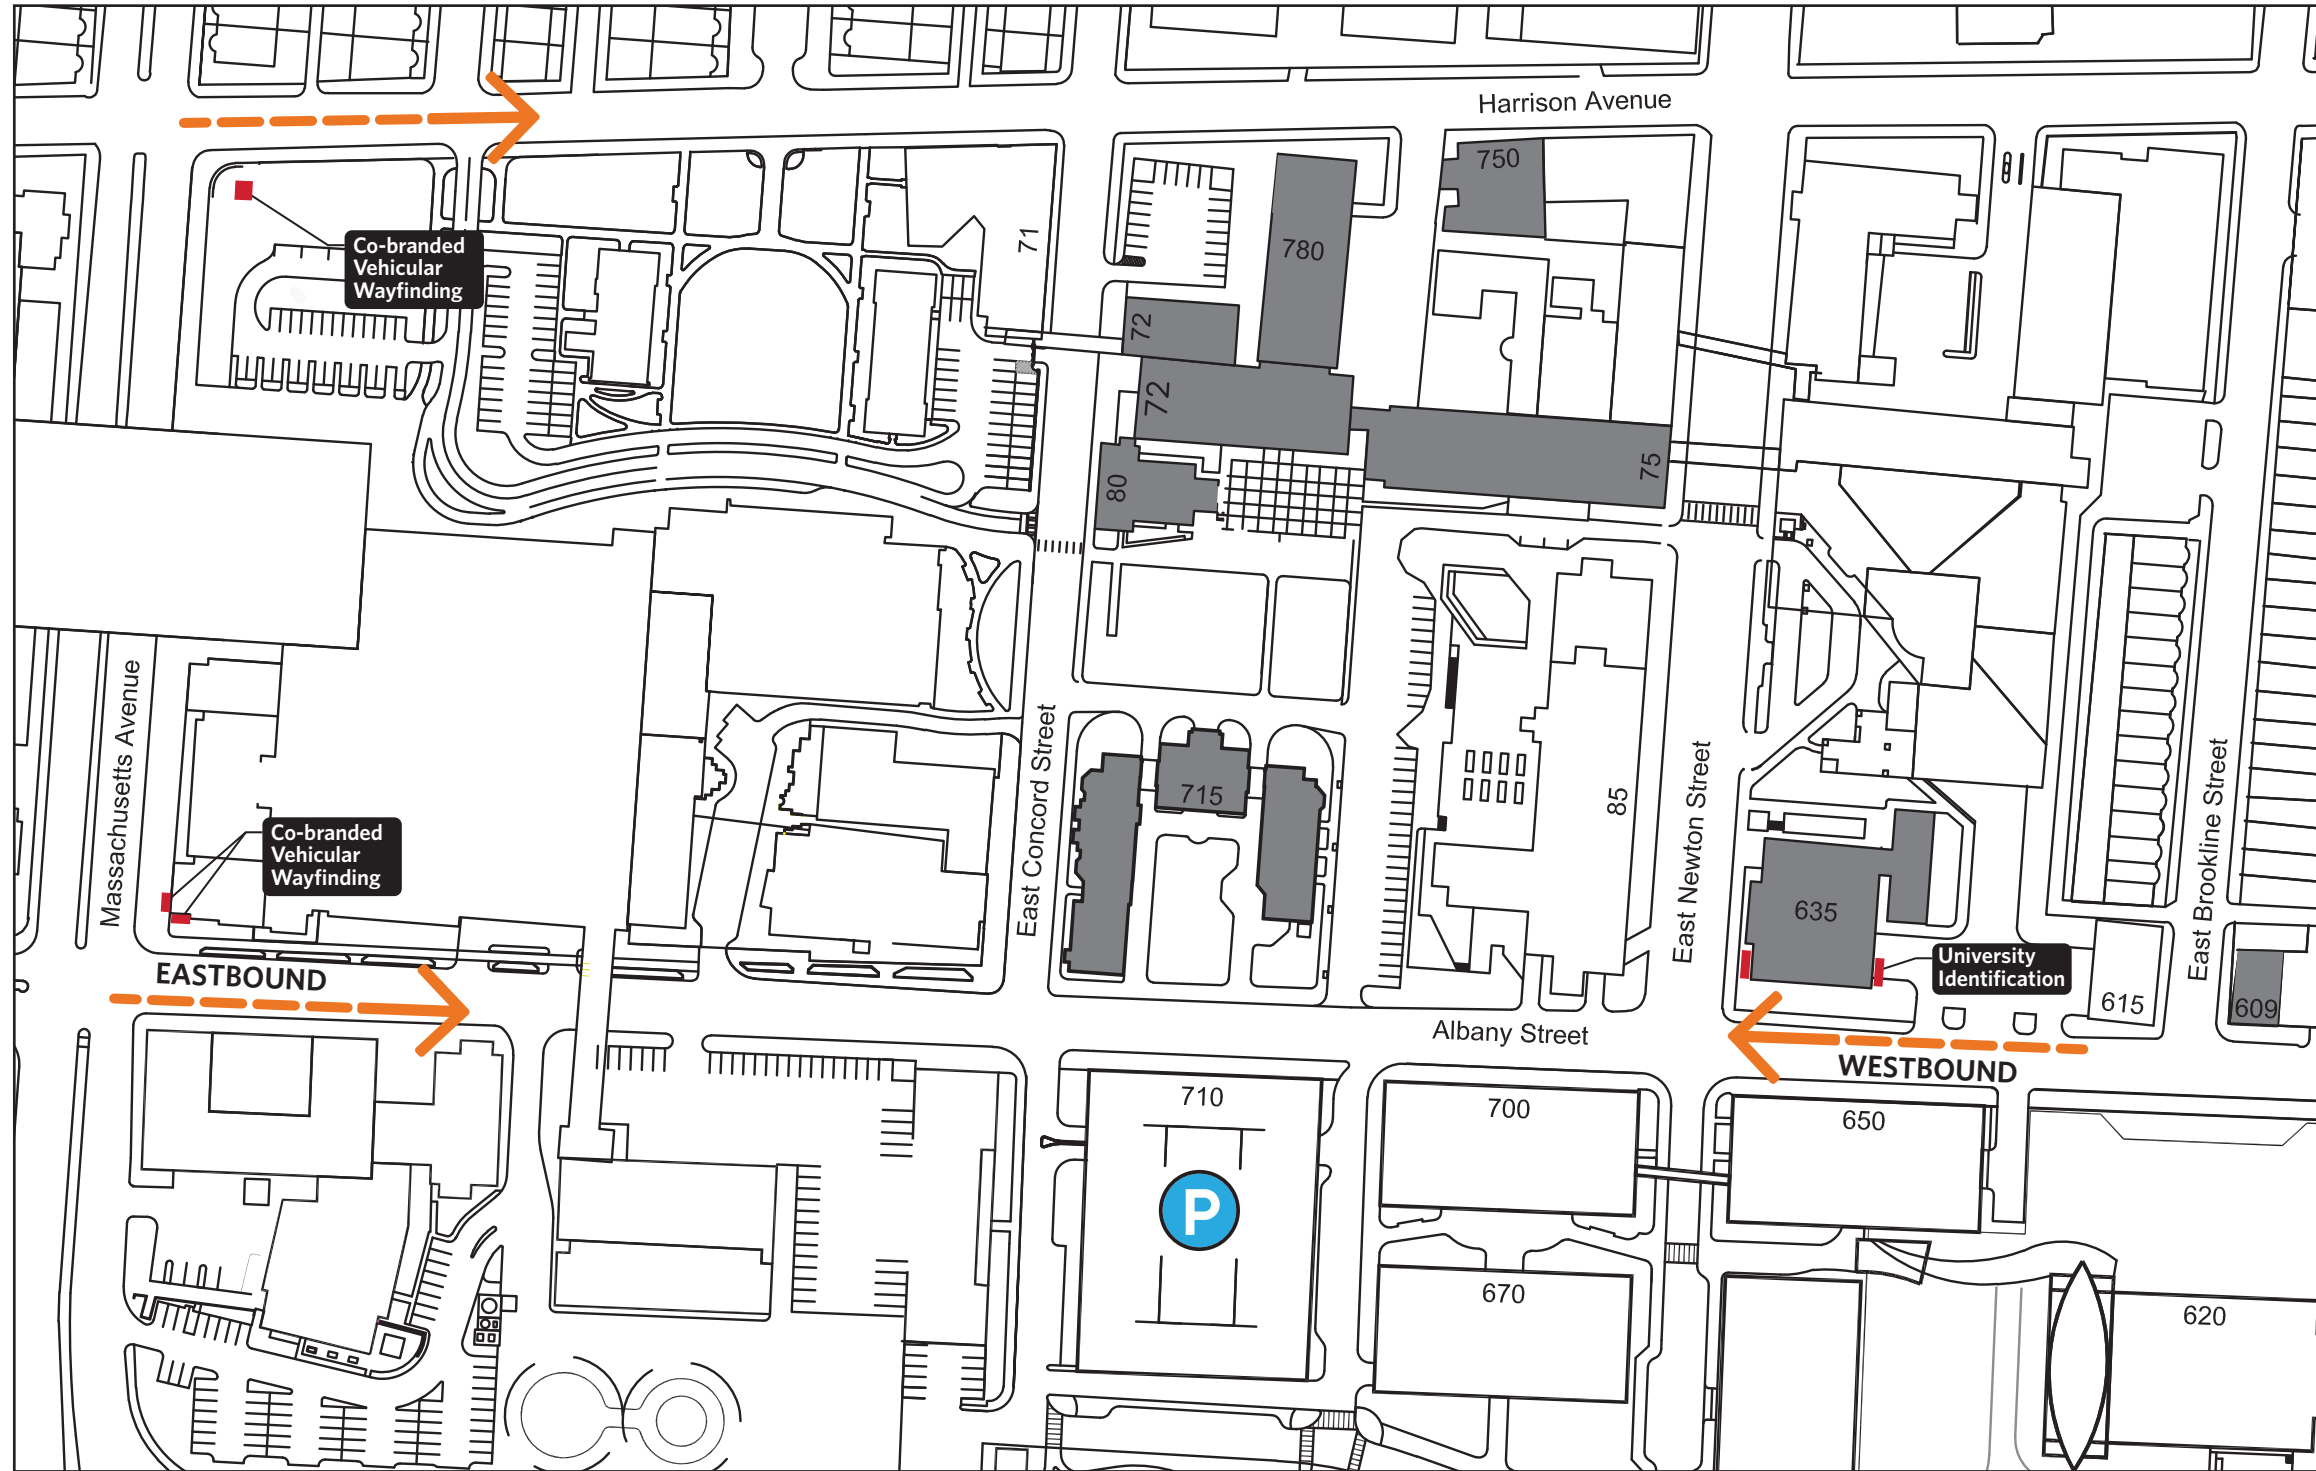 Harrison Avenue
750
Co-branded
Vehicular
Wayfinding
71
780
72
72
75
80
Massachusetts Avenue
East Concord Street
715
85
East Newton Street
East Brookline Street
Co-branded
Vehicular
Wayfinding
635
University
Identification
EASTBOUND
615
609
Albany Street
WESTBOUND
710
700
650
P
670
620